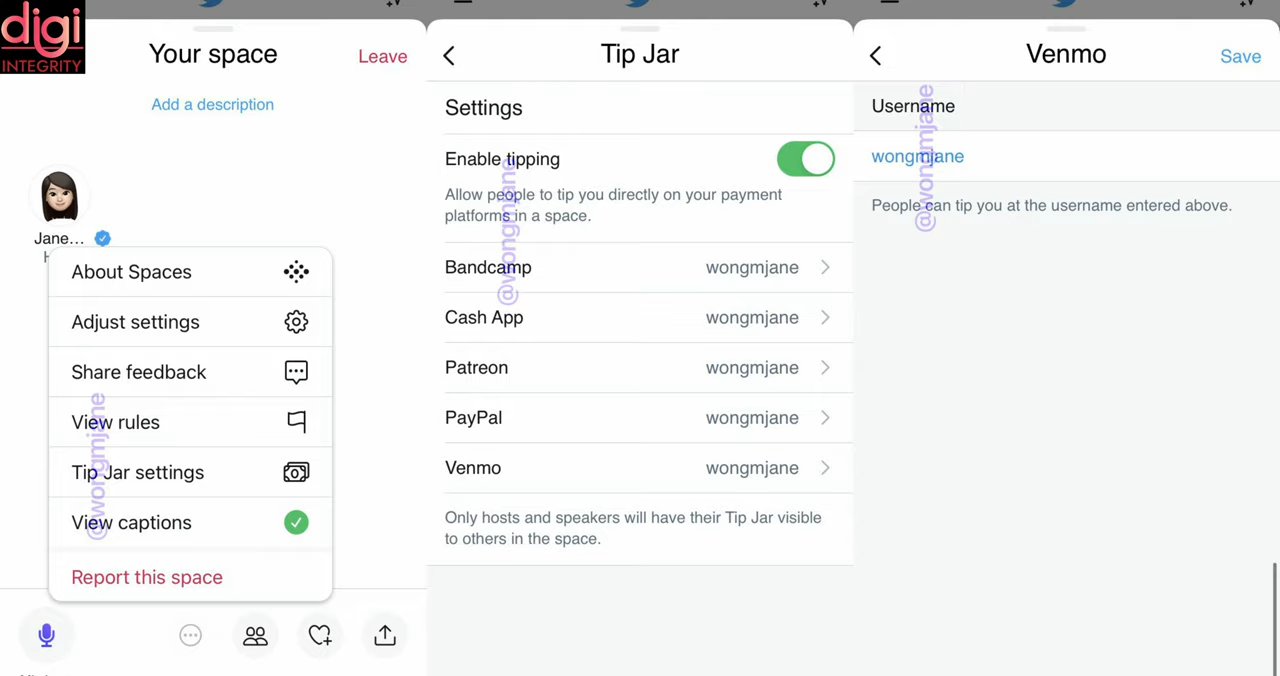 digi
INTEGRITY
Your space
Leave
Add a description
Jane...
About Spaces
Adjust settings
Share feedback
View rules
Tip Jar settings
View captions
Report this space
@wongmjane
Tip Jar
Settings
Enable tipping
Allow people to tip you directly on your payment
platforms in a space.
Bandcamp wongmjane
Cash App wongmjane
Patreon wongmjane
PayPal wongmjane
Venmo wongmjane
Only hosts and speakers will have their Tip Jar visible
to others in the space.
@wongmjane
Venmo
Save
Username
wongmjane
People can tip you at the username entered above.
@wongmjane